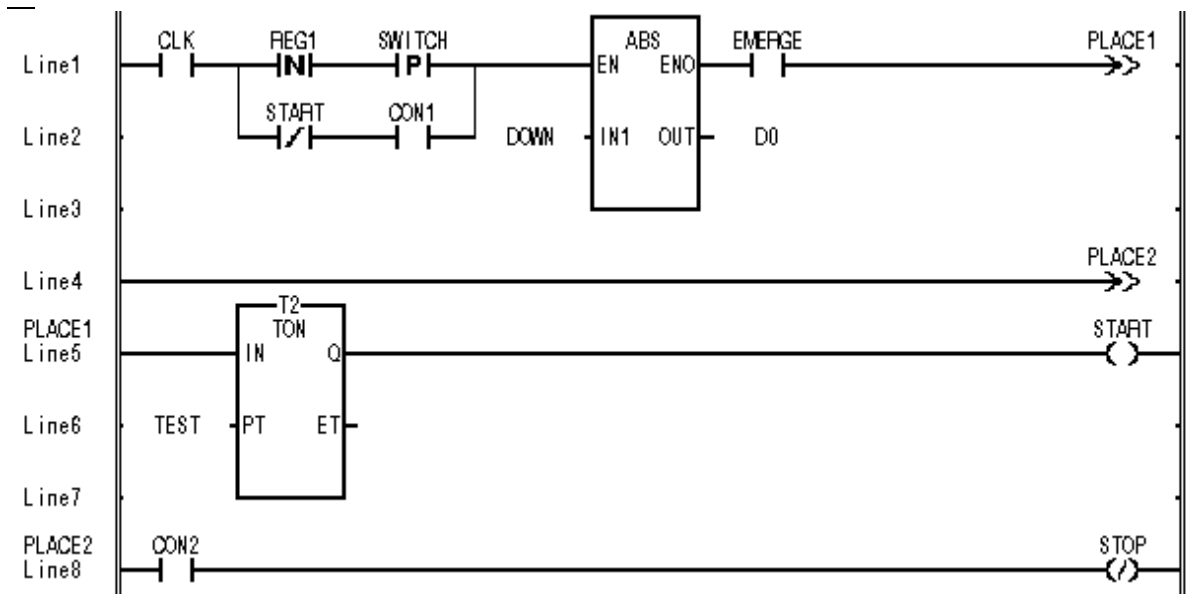 CLK REG1 SWITCH ABS EMERGE PLACE1
Line1 N P EN ENO
START CON1
Line2 DOWN IN1 OUT D0
Line3
PLACE2
Line4
T2
PLACE1 TON START
Line5 IN Q
Line6 TEST PT ET
Line7
PLACE2 CON2 STOP
Line8